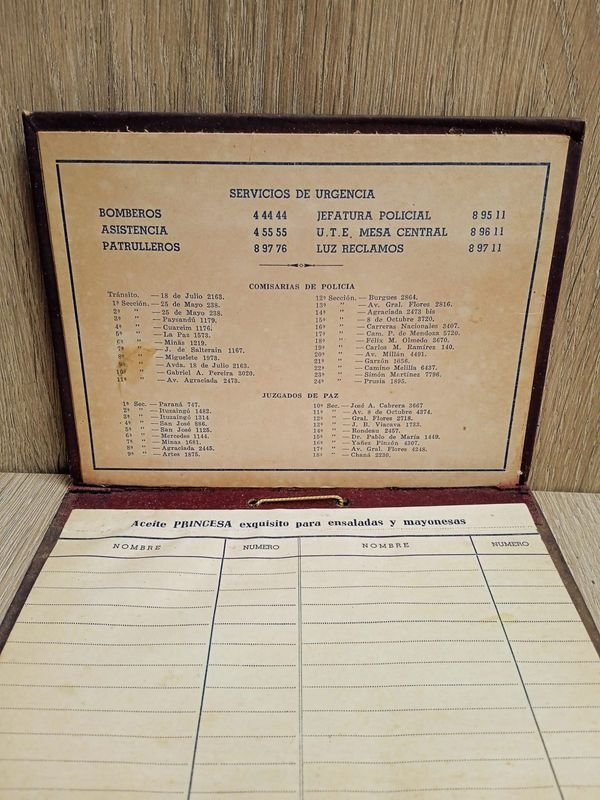 SERVICIOS DE URGENCIA
BOMBEROS 4 44 44 JEFATURA POLICIAL 8 95 11
ASISTENCIA 4 55 55 U.T.E. MESA CENTRAL 8 96 11
PATRULLEROS 8 97 76 LUZ RECLAMOS 8 97 11
COMISARIAS DE POLICIA
Tránsito. — 18 de Julio 2163.
1ª Sección. — 25 de Mayo 238.
2ª " — 25 de Mayo 238.
3ª " — Paysandú 1179.
4ª " — Cuareim 1176.
5ª " — La Paz 1573.
6ª " — Minas 1219.
7ª " — J. de Salterain 1167.
8ª " — Miguelete 1973.
9ª " — Avda. 18 de Julio 2163.
10ª " — Gabriel A. Pereira 3020.
11ª " — Av. Agraciada 2473.
12ª Sección. — Burgues 2864.
13ª " — Av. Gral. Flores 2816.
14ª " — Agraciada 2473 bis
15ª " — 8 de Octubre 3720.
16ª " — Carreras Nacionales 3407.
17ª " — Cam. P. de Mendoza 5720.
18ª " — Félix M. Olmedo 3670.
19ª " — Carlos M. Ramírez 140.
20ª " — Av. Millán 4491.
21ª " — Garzón 1656.
22ª " — Camino Melilla 6437.
23ª " — Simón Martínez 7796.
24ª " — Prusia 1895.
JUZGADOS DE PAZ
1ª Sec. — Paraná 747.
2ª " — Ituzaingó 1482.
3ª " — Ituzaingó 1314
4ª " — San José 886.
5ª " — San José 1125.
6ª " — Mercedes 1144.
7ª " — Minas 1681.
8ª " — Agraciada 2445.
9ª " — Artes 1875.
10ª Sec. — José A. Cabrera 3667
11ª " — Av. 8 de Octubre 4374.
12ª " — Gral. Flores 2718.
13ª " — J. B. Viacava 1733.
14ª " — Rondeau 2457.
15ª " — Dr. Pablo de María 1449.
16ª " — Yañez Pinzón 4307.
17ª " — Av. Gral. Flores 4248.
18ª " — Chaná 2230.
Aceite PRINCESA exquisito para ensaladas y mayonesas
NOMBRE NUMERO NOMBRE NUMERO